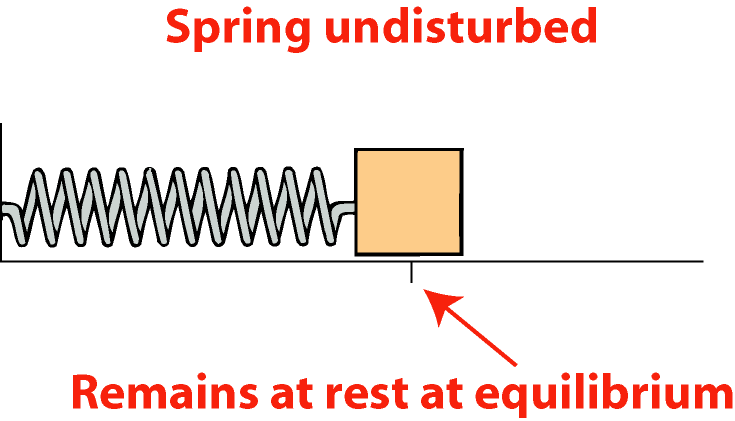 Spring undisturbed
Remains at rest at equilibrium